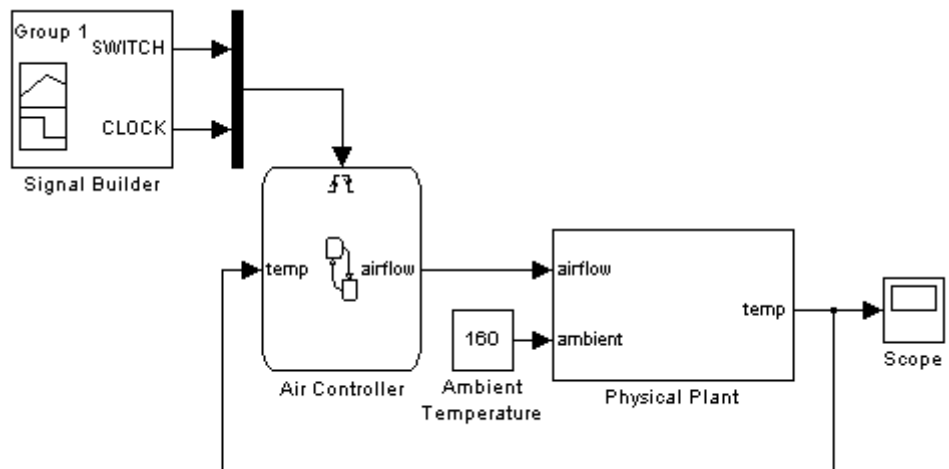 Group 1
SWITCH
CLOCK
Signal Builder
temp
airflow
Air Controller
160
Ambient
Temperature
airflow
ambient
temp
Physical Plant
Scope